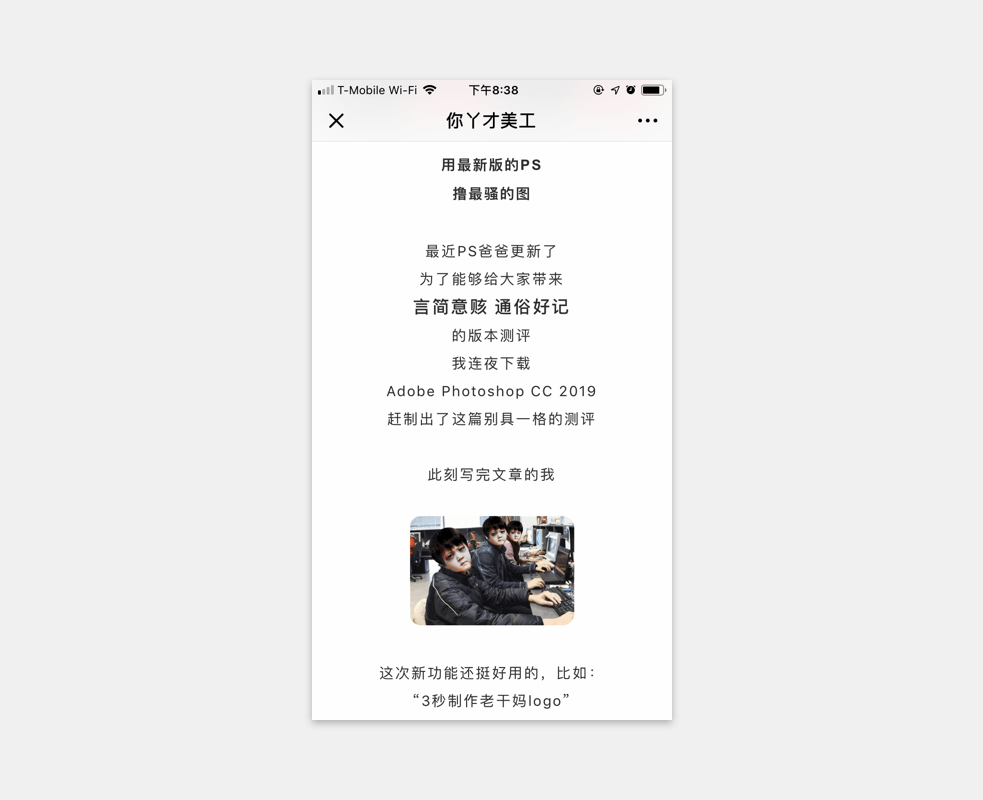 T-Mobile Wi-Fi 下午8:38
你丫才美工
用最新版的PS
撸最骚的图
最近PS爸爸更新了
为了能够给大家带来
言简意赅 通俗好记
的版本测评
我连夜下载
Adobe Photoshop CC 2019
赶制出了这篇别具一格的测评
此刻写完文章的我
这次新功能还挺好用的，比如：
“3秒制作老干妈logo”